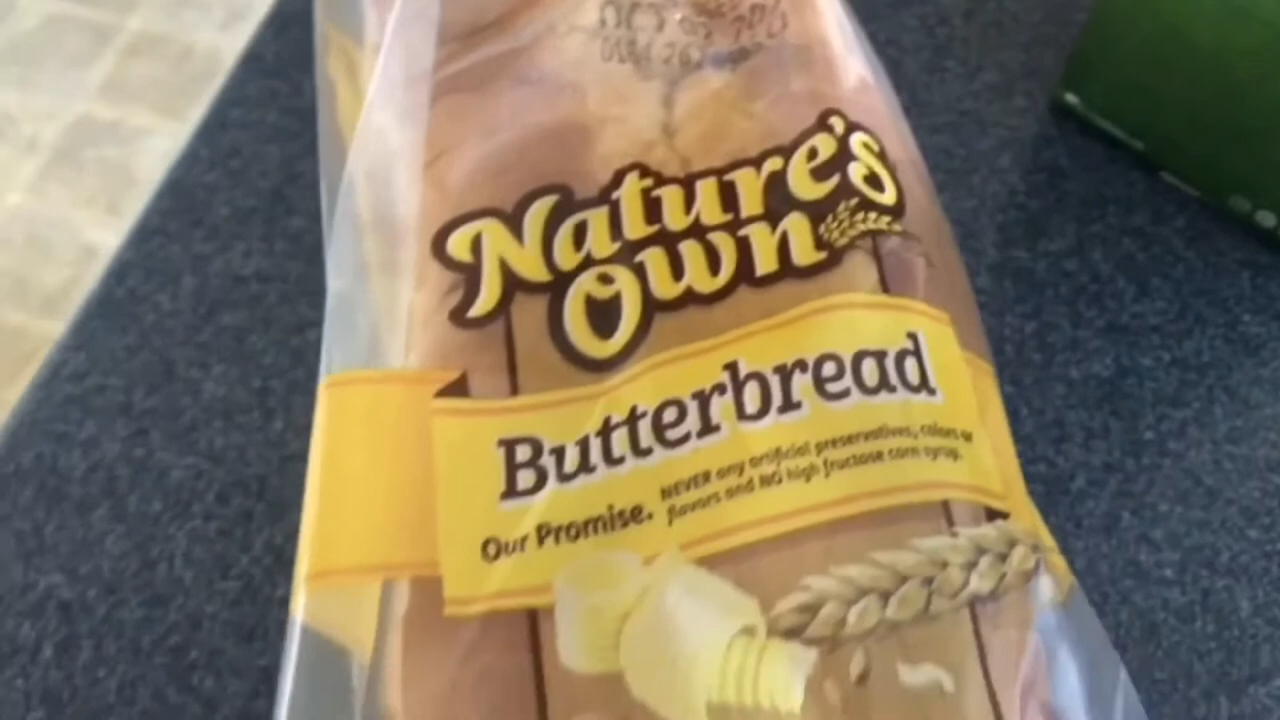 Nature's
Own
Butterbread
Our Promise.
NEVER any artificial preservatives, colors or
flavors and NO high fructose corn syrup.